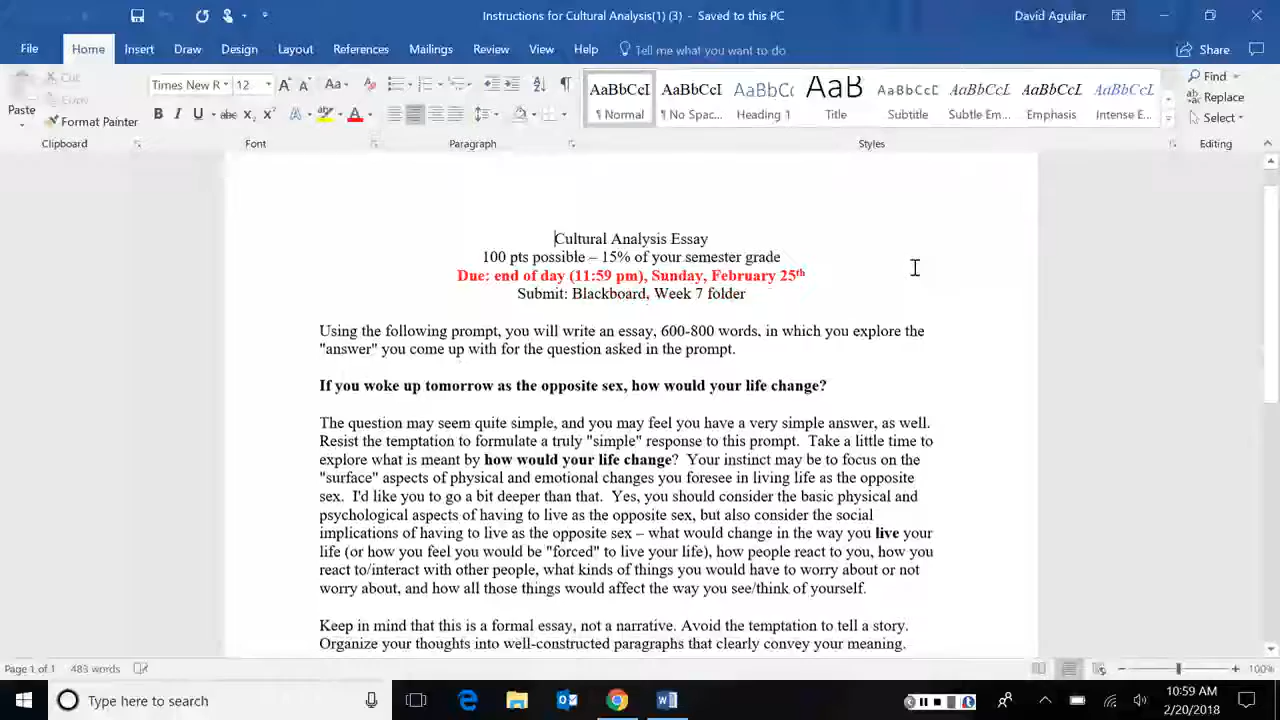 Instructions for Cultural Analysis(1) (3) - Saved to this PC
David Aguilar
File Home Insert Draw Design Layout References Mailings Review View Help Tell me what you want to do Share
Paste
Cut
Copy
Format Painter
Times New R 12
AaBbCcI AaBbCcI AaBbCc AaB AaBbCcL AaBbCcL AaBbCcL AaBbCcL
¶ Normal ¶ No Spac... Heading 1 Title Subtitle Subtle Em... Emphasis Intense E...
Find
Replace
Select
Clipboard Font Paragraph Styles Editing
Cultural Analysis Essay
100 pts possible – 15% of your semester grade
Due: end of day (11:59 pm), Sunday, February 25th
Submit: Blackboard, Week 7 folder
Using the following prompt, you will write an essay, 600-800 words, in which you explore the
"answer" you come up with for the question asked in the prompt.
If you woke up tomorrow as the opposite sex, how would your life change?
The question may seem quite simple, and you may feel you have a very simple answer, as well.
Resist the temptation to formulate a truly "simple" response to this prompt. Take a little time to
explore what is meant by how would your life change? Your instinct may be to focus on the
"surface" aspects of physical and emotional changes you foresee in living life as the opposite
sex. I'd like you to go a bit deeper than that. Yes, you should consider the basic physical and
psychological aspects of having to live as the opposite sex, but also consider the social
implications of having to live as the opposite sex – what would change in the way you live your
life (or how you feel you would be "forced" to live your life), how people react to you, how you
react to/interact with other people, what kinds of things you would have to worry about or not
worry about, and how all those things would affect the way you see/think of yourself.
Keep in mind that this is a formal essay, not a narrative. Avoid the temptation to tell a story.
Organize your thoughts into well-constructed paragraphs that clearly convey your meaning.
Page 1 of 1 483 words 100%
Type here to search
10:59 AM
2/20/2018